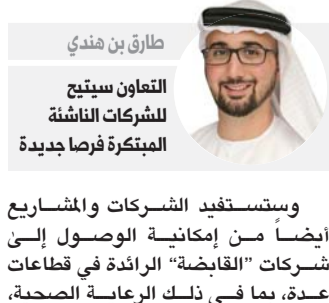 طارق بن هندي
التعاون سيتيح
للشركات الناشئة
المبتكرة فرصا جديدة
وستستفيد الشركات والمشاريع
أيضاً من إمكانية الوصول إلى
شركات "القابضة" الرائدة في قطاعات
عدة، بما في ذلك الرعاية الصحية،